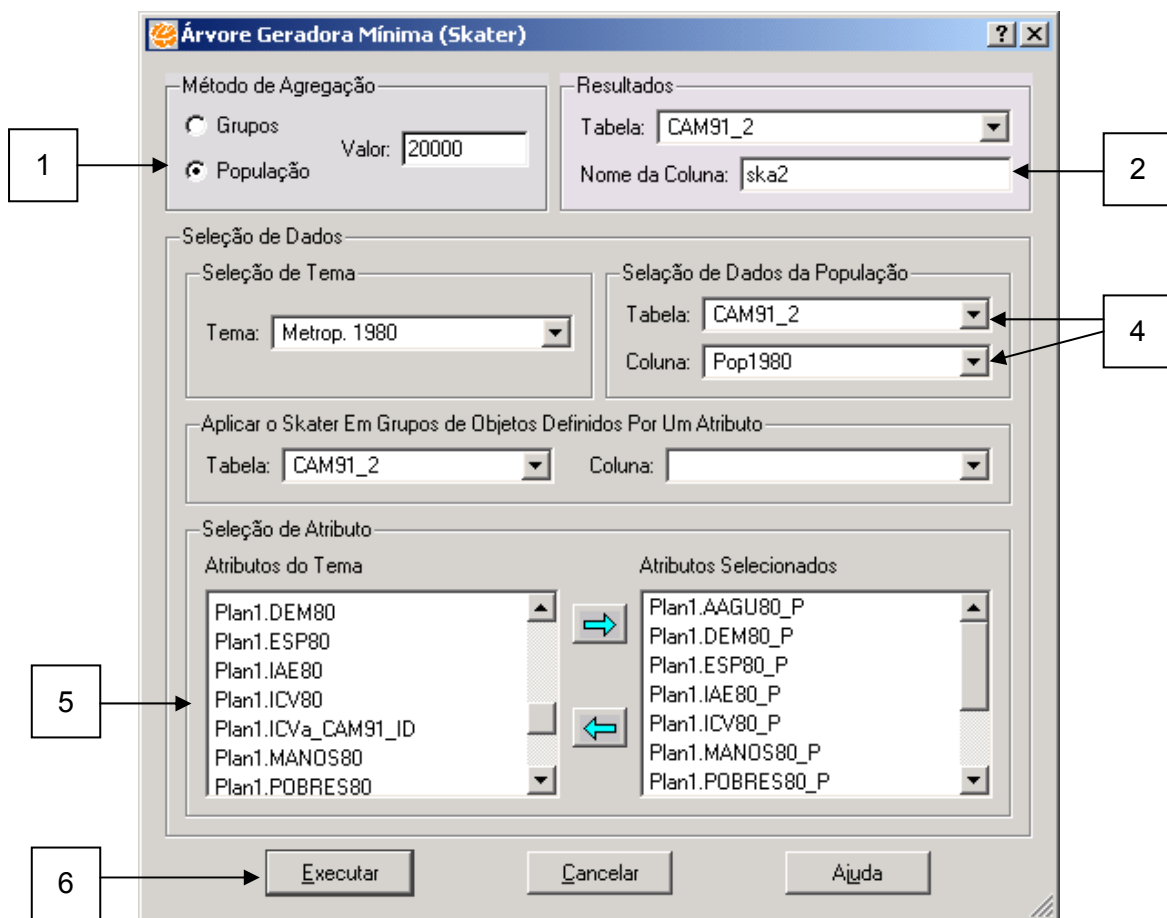 Árvore Geradora Mínima (Skater)
Método de Agregação
Grupos
População
Valor: 20000
1
Resultados
Tabela: CAM91_2
Nome da Coluna: ska2
2
Seleção de Dados
Seleção de Tema
Tema: Metrop. 1980
Selação de Dados da População
Tabela: CAM91_2
Coluna: Pop1980
4
Aplicar o Skater Em Grupos de Objetos Definidos Por Um Atributo
Tabela: CAM91_2 Coluna:
Seleção de Atributo
Atributos do Tema
Plan1.DEM80
Plan1.ESP80
Plan1.IAE80
Plan1.ICV80
Plan1.ICVa_CAM91_ID
Plan1.MANOS80
Plan1.POBRES80
5
Atributos Selecionados
Plan1.AAGU80_P
Plan1.DEM80_P
Plan1.ESP80_P
Plan1.IAE80_P
Plan1.ICV80_P
Plan1.MANOS80_P
Plan1.POBRES80_P
6
Executar Cancelar Ajuda